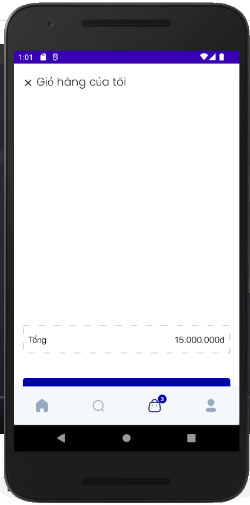 1:01
× Giỏ hàng của tôi
Tổng 15.000.000đ
3